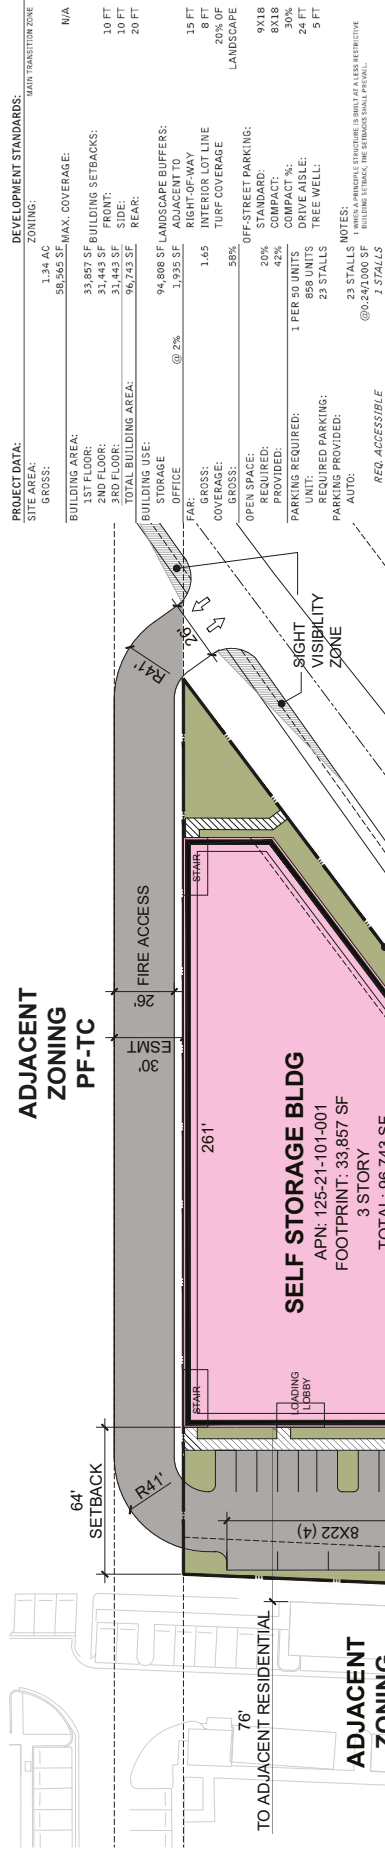 PROJECT DATA:
SITE AREA:
GROSS: 1.34 AC
58,565 SF
BUILDING AREA:
1ST FLOOR: 33,857 SF
2ND FLOOR: 31,443 SF
3RD FLOOR: 31,443 SF
TOTAL BUILDING AREA: 96,743 SF
BUILDING USE:
STORAGE 94,808 SF
OFFICE @ 2% 1,935 SF
FAR:
GROSS: 1.65
COVERAGE:
GROSS: 58%
OPEN SPACE:
REQUIRED: 20%
PROVIDED: 42%
PARKING REQUIRED: 1 PER 50 UNITS
UNIT: 858 UNITS
REQUIRED PARKING: 23 STALLS
PARKING PROVIDED:
AUTO: 23 STALLS
@0.24/1000 SF
REQ. ACCESSIBLE 1 STALLS
DEVELOPMENT STANDARDS:
ZONING: MAIN TRANSITION ZONE
MAX. COVERAGE: N/A
BUILDING SETBACKS:
FRONT: 10 FT
SIDE: 10 FT
REAR: 20 FT
LANDSCAPE BUFFERS:
ADJACENT TO
RIGHT-OF-WAY 15 FT
INTERIOR LOT LINE 8 FT
TURF COVERAGE 20% OF
LANDSCAPE
OFF-STREET PARKING:
STANDARD: 9X18
COMPACT: 8X18
COMPACT %: 30%
DRIVE AISLE: 24 FT
TREE WELL: 5 FT
NOTES:
1 WHEN A PRINCIPLE STRUCTURE IS BUILT AT A LESS RESTRICTIVE
BUILDING SETBACK, THE SETBACKS SHALL PREVAIL.
ADJACENT
ZONING
PF-TC
64'
SETBACK
R41'
26' FIRE ACCESS
30'
ESMT
R41'
26'
SIGHT
VISIBILITY
ZONE
STAIR
261'
STAIR
LOADING
LOBBY
SELF STORAGE BLDG
APN: 125-21-101-001
FOOTPRINT: 33,857 SF
3 STORY
TOTAL: 96,743 SF
8X22 (4)
76'
TO ADJACENT RESIDENTIAL
ADJACENT
ZONING